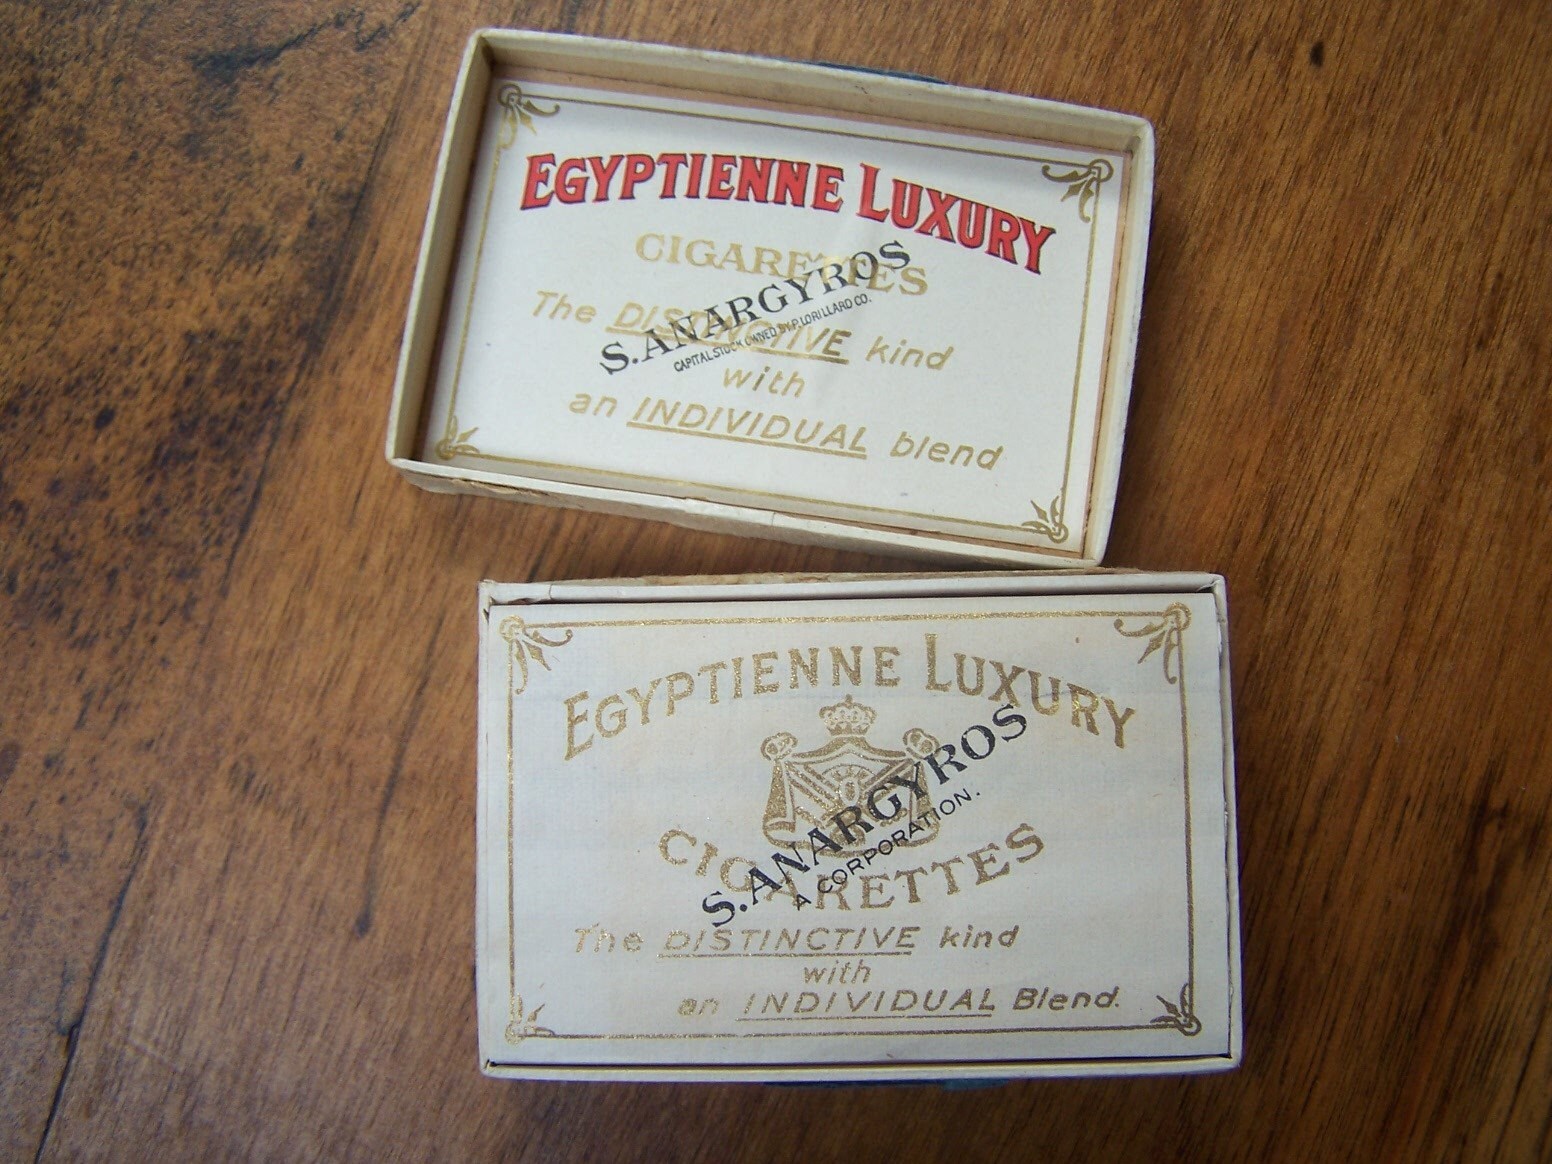 EGYPTIENNE LUXURY
CIGARETTES
S. ANARGYROS
CAPITAL STOCK OWNED BY P. LORILLARD CO.
The DISTINCTIVE kind
with
an INDIVIDUAL blend
EGYPTIENNE LUXURY
S. ANARGYROS
A CORPORATION.
CIGARETTES
The DISTINCTIVE kind
with
an INDIVIDUAL Blend.